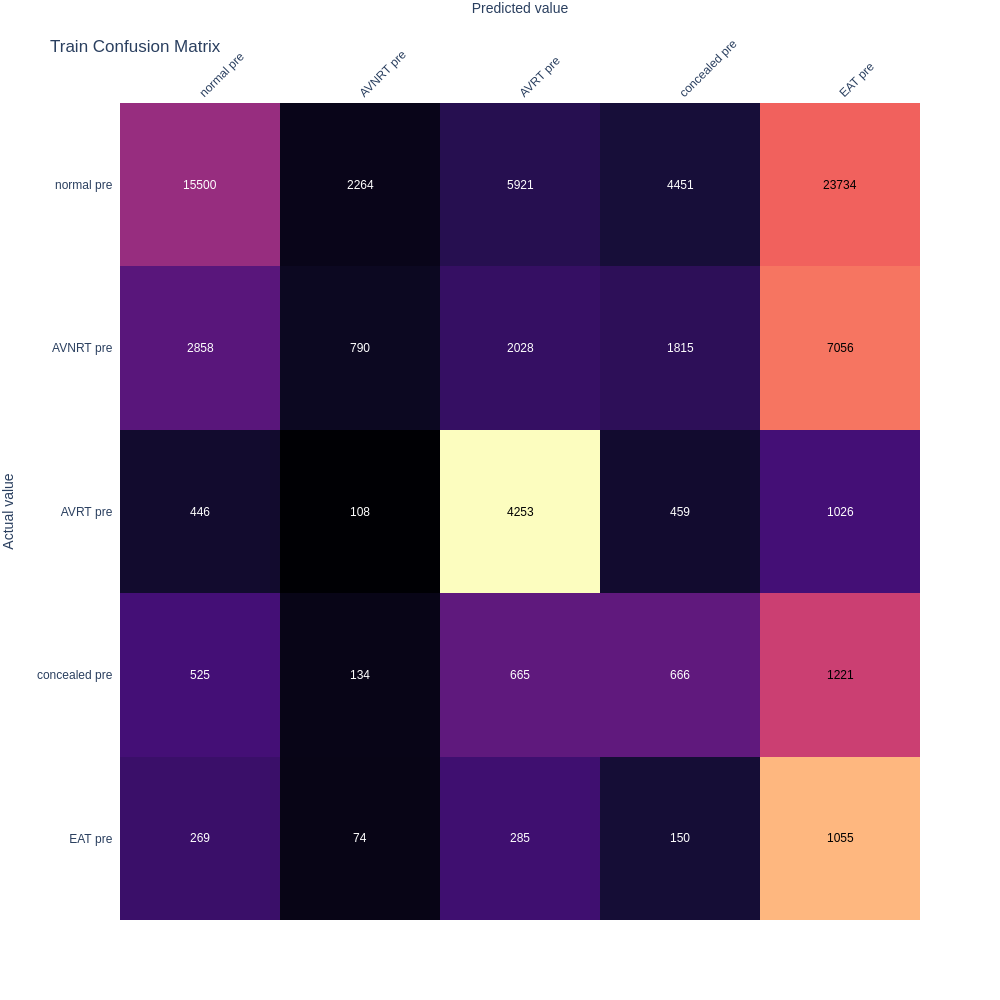 Predicted value
Train Confusion Matrix
normal pre AVNRT pre AVRT pre concealed pre EAT pre
normal pre 15500 2264 5921 4451 23734
AVNRT pre 2858 790 2028 1815 7056
Actual value
AVRT pre 446 108 4253 459 1026
concealed pre 525 134 665 666 1221
EAT pre 269 74 285 150 1055